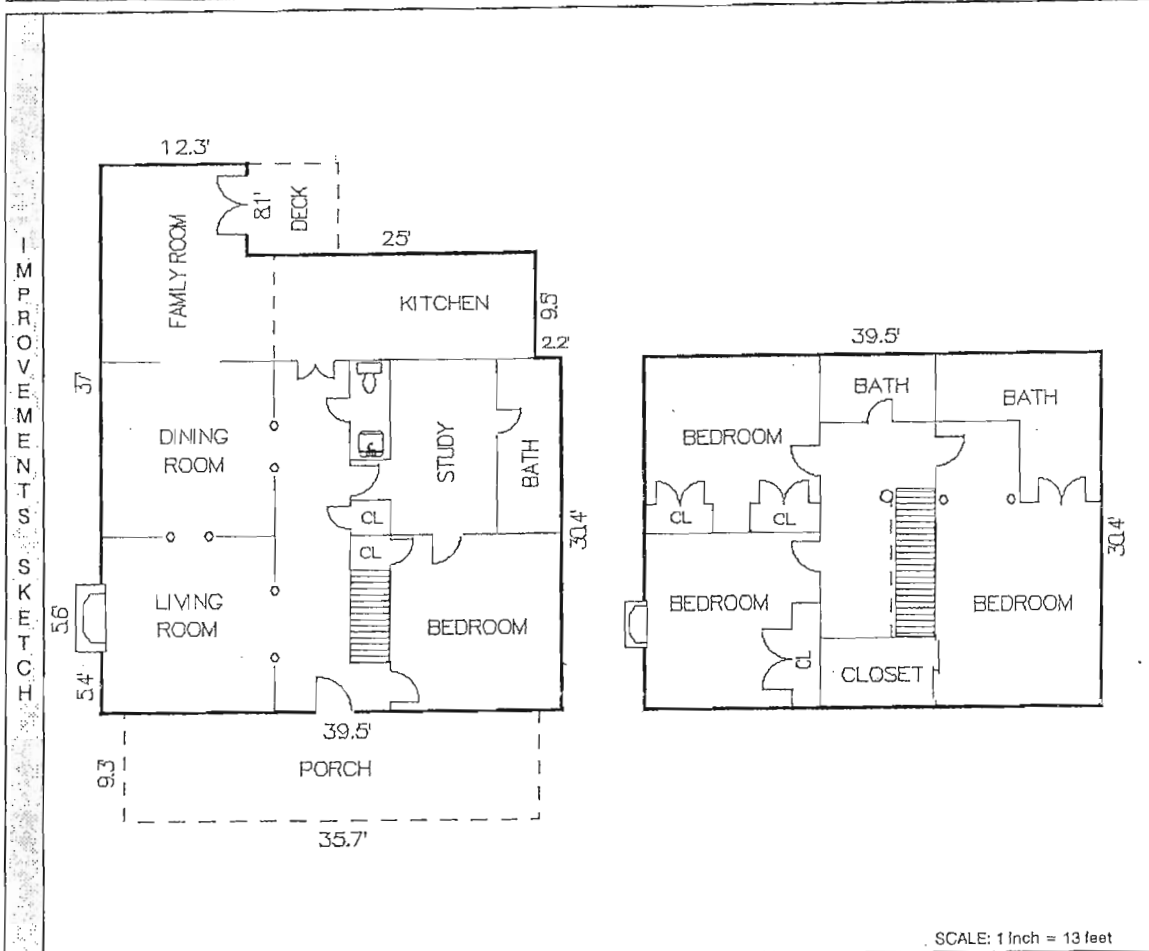 IMPROVEMENTS SKETCH
12.3'
8.1'
DECK
25'
FAMILY ROOM
KITCHEN
9.5'
2.2'
37'
DINING
ROOM
STUDY
BATH
CL
CL
30.4'
5.6'
LIVING
ROOM
BEDROOM
5.4'
39.5'
9.3'
PORCH
35.7'
39.5'
BATH
BATH
BEDROOM
CL
CL
30.4'
BEDROOM
BEDROOM
CL
CLOSET
SCALE: 1 Inch = 13 feet